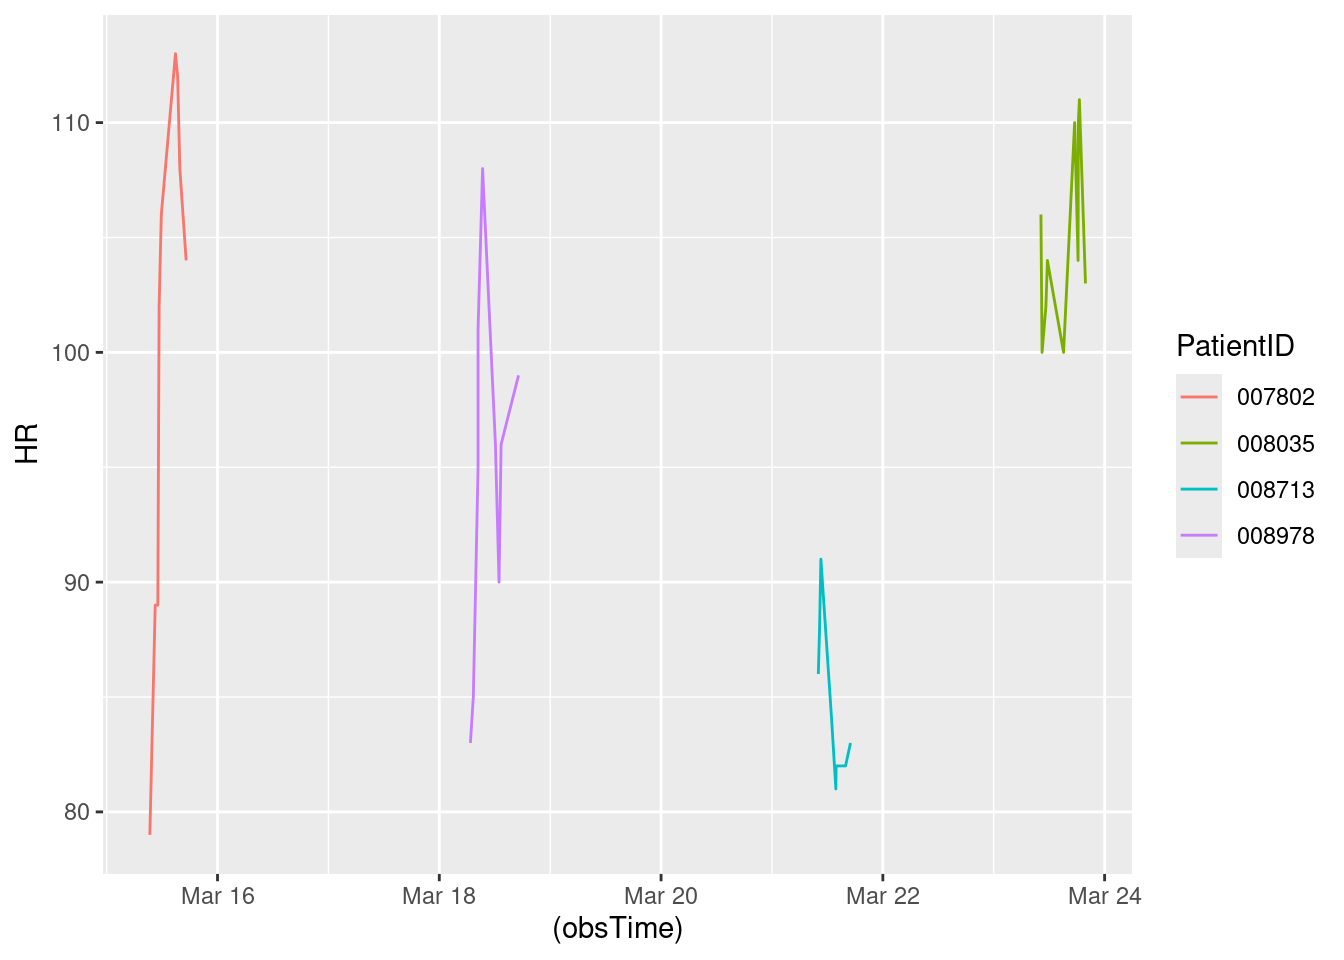 110
100
90
80
HR
Mar 16
Mar 18
Mar 20
Mar 22
Mar 24
(obsTime)
PatientID
007802
008035
008713
008978